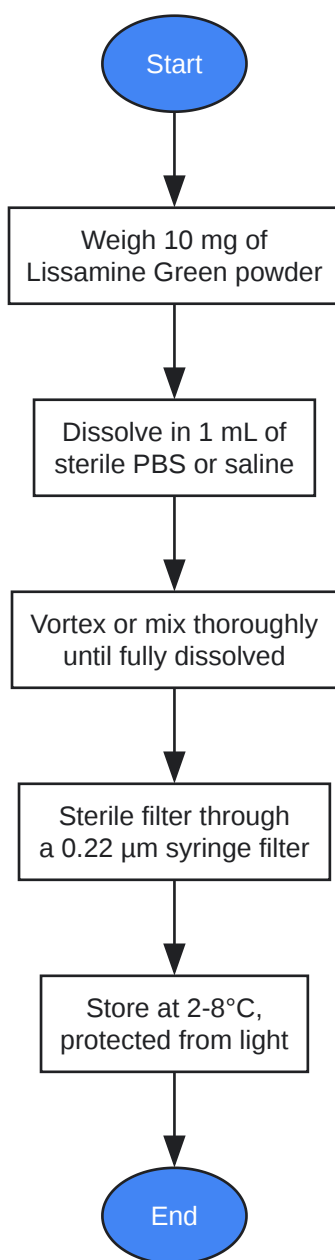 Start
Weigh 10 mg of
Lissamine Green powder
Dissolve in 1 mL of
sterile PBS or saline
Vortex or mix thoroughly
until fully dissolved
Sterile filter through
a 0.22 µm syringe filter
Store at 2-8°C,
protected from light
End